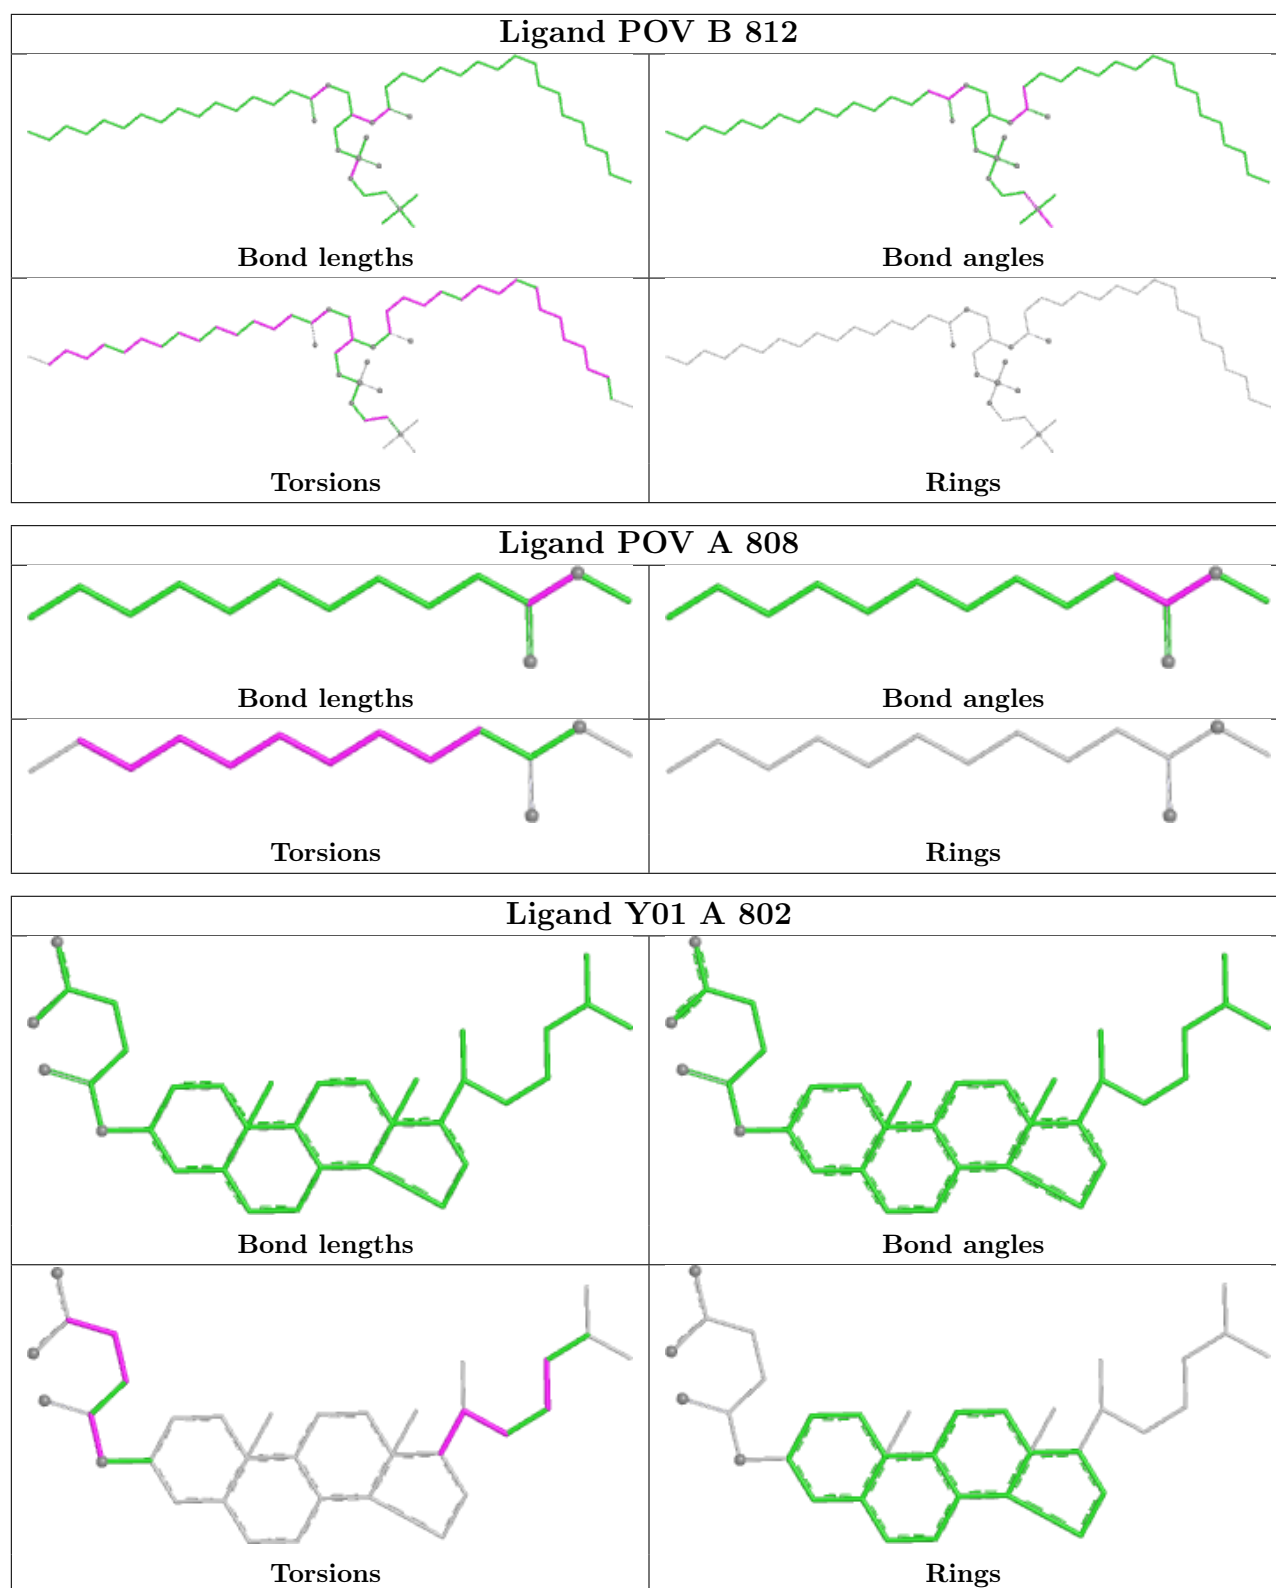 Ligand POV B 812
Bond lengths
Bond angles
Torsions
Rings
Ligand POV A 808
Bond lengths
Bond angles
Torsions
Rings
Ligand Y01 A 802
Bond lengths
Bond angles
Torsions
Rings